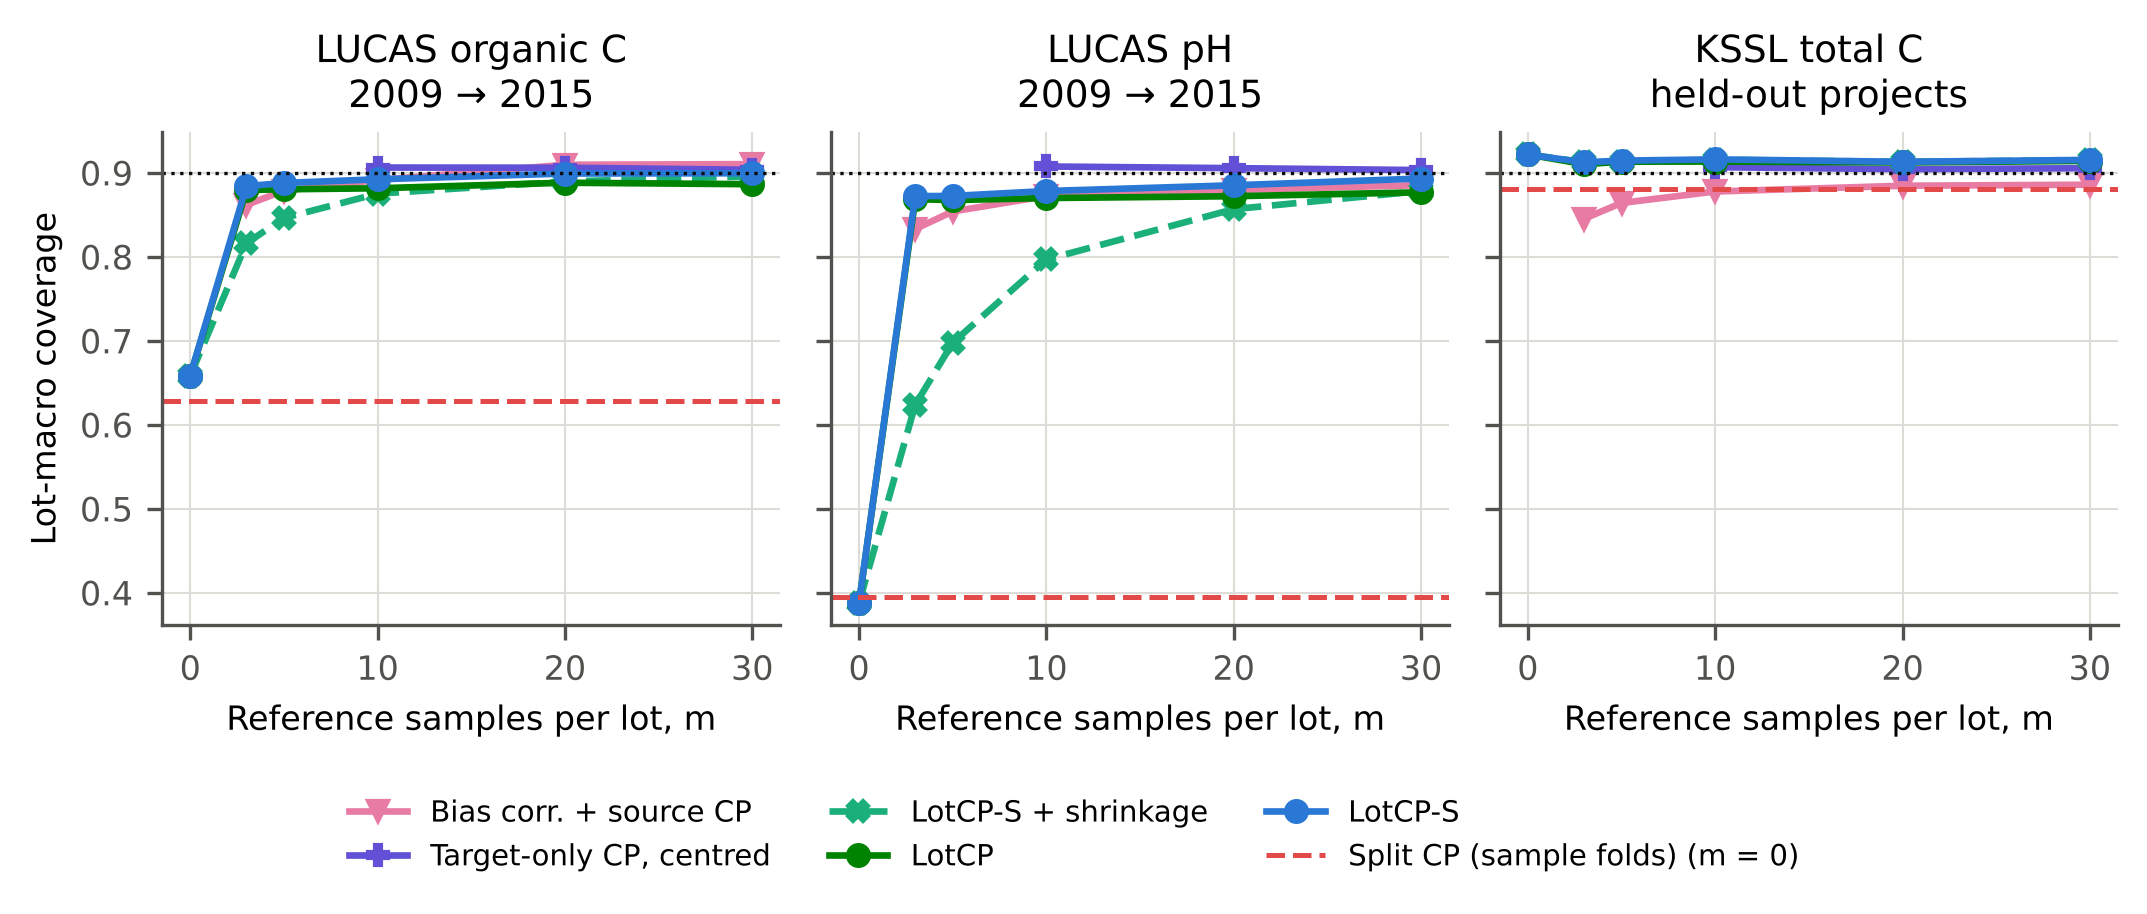 LUCAS organic C
2009 → 2015
LUCAS pH
2009 → 2015
KSSL total C
held-out projects
Lot-macro coverage
0.9
0.8
0.7
0.6
0.5
0.4
0 10 20 30
0 10 20 30
0 10 20 30
Reference samples per lot, m
Reference samples per lot, m
Reference samples per lot, m
Bias corr. + source CP
Target-only CP, centred
LotCP-S + shrinkage
LotCP
LotCP-S
Split CP (sample folds) (m = 0)